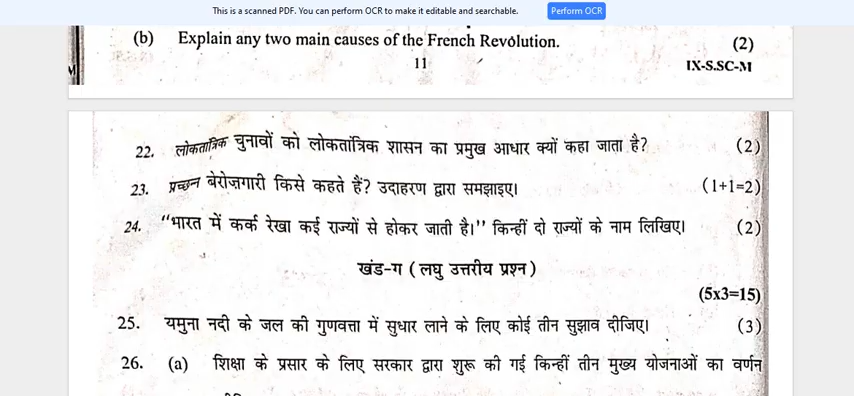 This is a scanned PDF. You can perform OCR to make it editable and searchable. Perform OCR
(b) Explain any two main causes of the French Revolution. (2)
11
IX-S.SC-M
22. लोकतांत्रिक चुनावों को लोकतांत्रिक शासन का प्रमुख आधार क्यों कहा जाता है? (2)
23. प्रच्छन्न बेरोज़गारी किसे कहते हैं? उदाहरण द्वारा समझाइए। (1+1=2)
24. "भारत में कर्क रेखा कई राज्यों से होकर जाती है।" किन्हीं दो राज्यों के नाम लिखिए। (2)
खंड-ग (लघु उत्तरीय प्रश्न)
(5x3=15)
25. यमुना नदी के जल की गुणवत्ता में सुधार लाने के लिए कोई तीन सुझाव दीजिए। (3)
26. (a) शिक्षा के प्रसार के लिए सरकार द्वारा शुरू की गई किन्हीं तीन मुख्य योजनाओं का वर्णन